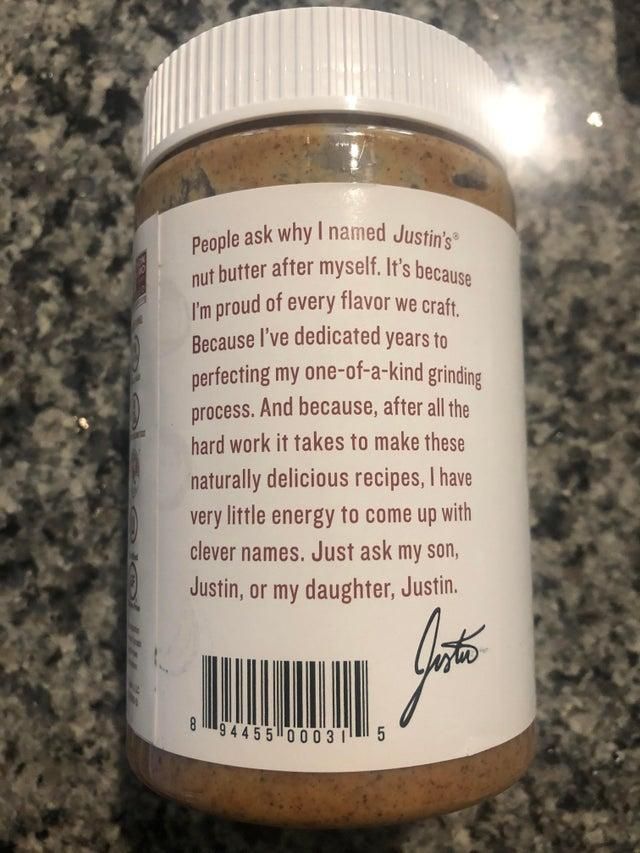 People ask why I named Justin's®
nut butter after myself. It's because
I'm proud of every flavor we craft.
Because I've dedicated years to
perfecting my one-of-a-kind grinding
process. And because, after all the
hard work it takes to make these
naturally delicious recipes, I have
very little energy to come up with
clever names. Just ask my son,
Justin, or my daughter, Justin.
Justin
8 94455 00031 5